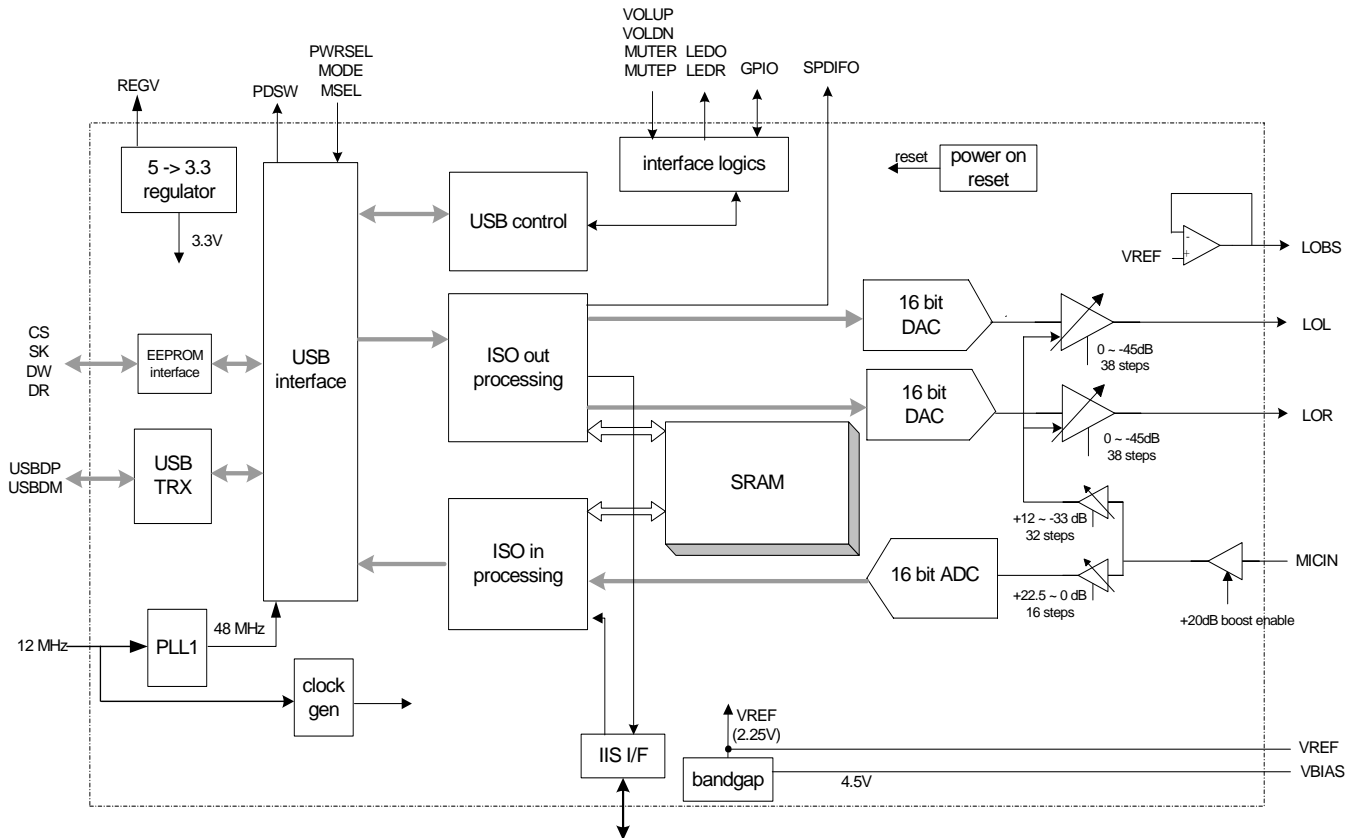 VOLUP
VOLDN
MUTER
MUTEP
LEDO
LEDR
GPIO
SPDIFO
PWRSEL
MODE
MSEL
PDSW
REGV
5 -> 3.3
regulator
3.3V
interface logics
reset
power on
reset
USB control
USB
interface
VREF
-
+
LOBS
16 bit
DAC
LOL
0 ~ -45dB
38 steps
CS
SK
DW
DR
EEPROM
interface
ISO out
processing
16 bit
DAC
LOR
0 ~ -45dB
38 steps
USBDP
USBDM
USB
TRX
SRAM
+12 ~ -33 dB
32 steps
ISO in
processing
16 bit ADC
+22.5 ~ 0 dB
16 steps
MICIN
+20dB boost enable
12 MHz
PLL1
48 MHz
clock
gen
IIS I/F
VREF
(2.25V)
bandgap
4.5V
VREF
VBIAS